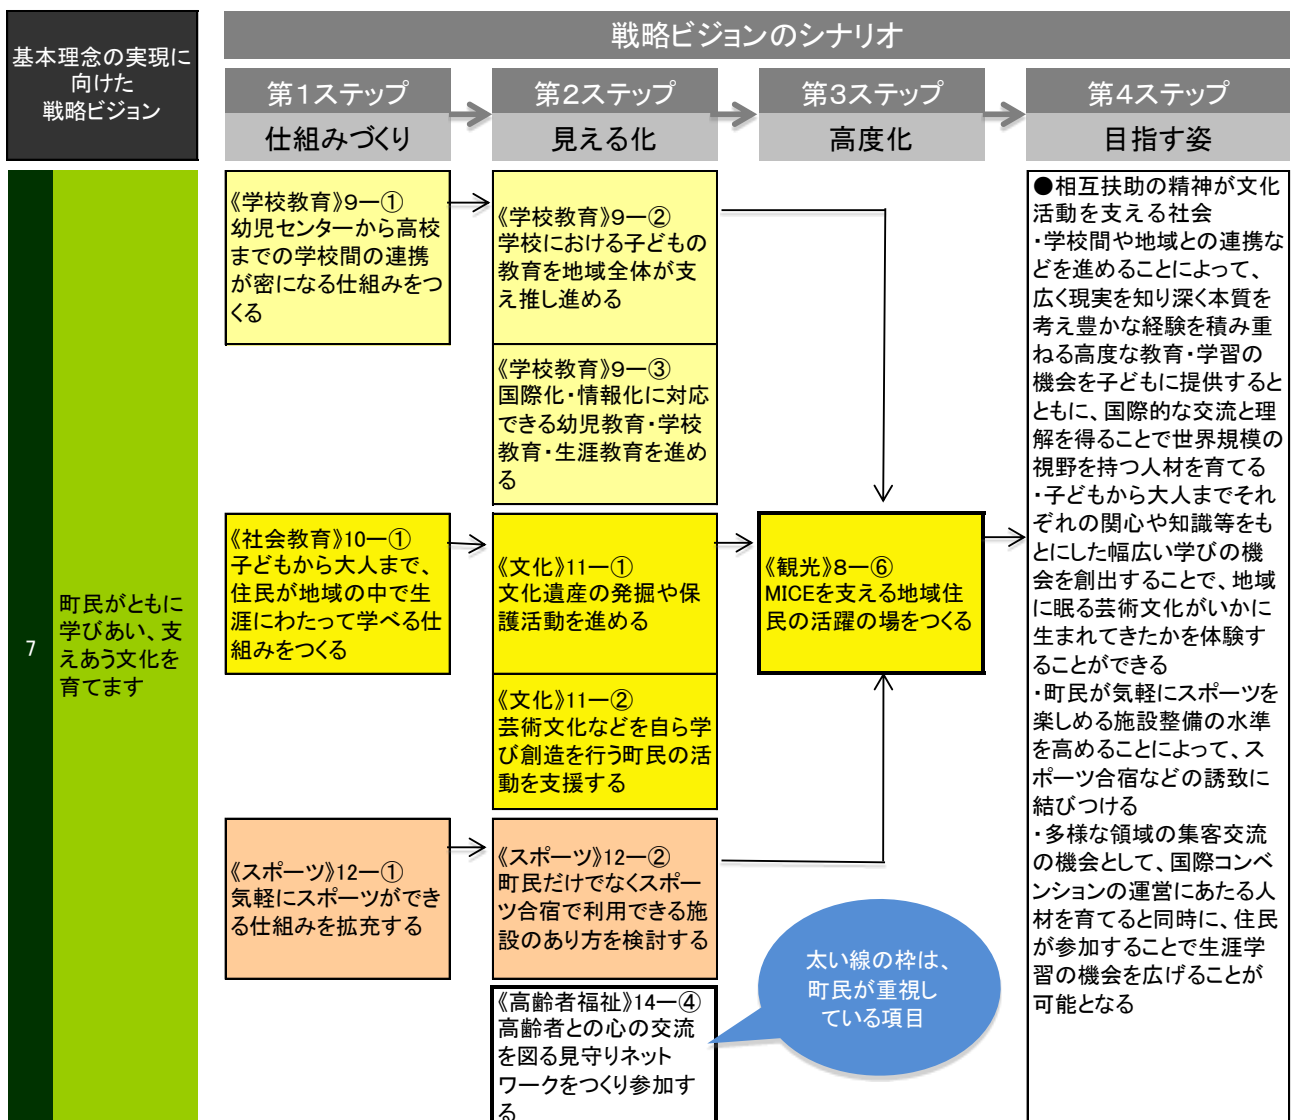 基本理念の実現に
向けた
戦略ビジョン
戦略ビジョンのシナリオ
第1ステップ
仕組みづくり
第2ステップ
見える化
第3ステップ
高度化
第4ステップ
目指す姿
7
町民がともに
学びあい、支
えあう文化を
育てます
《学校教育》9―①
幼児センターから高校
までの学校間の連携
が密になる仕組みをつ
くる
《学校教育》9―②
学校における子どもの
教育を地域全体が支
え推し進める
《学校教育》9―③
国際化・情報化に対応
できる幼児教育・学校
教育・生涯教育を進め
る
《社会教育》10―①
子どもから大人まで、
住民が地域の中で生
涯にわたって学べる仕
組みをつくる
《文化》11―①
文化遺産の発掘や保
護活動を進める
《文化》11―②
芸術文化などを自ら学
び創造を行う町民の活
動を支援する
《観光》8―⑥
MICEを支える地域住
民の活躍の場をつくる
《スポーツ》12―①
気軽にスポーツができ
る仕組みを拡充する
《スポーツ》12―②
町民だけでなくスポー
ツ合宿で利用できる施
設のあり方を検討する
《高齢者福祉》14―④
高齢者との心の交流
を図る見守りネット
ワークをつくり参加す
る
太い線の枠は、
町民が重視し
ている項目
●相互扶助の精神が文化
活動を支える社会
・学校間や地域との連携な
どを進めることによって、
広く現実を知り深く本質を
考え豊かな経験を積み重
ねる高度な教育・学習の
機会を子どもに提供すると
ともに、国際的な交流と理
解を得ることで世界規模の
視野を持つ人材を育てる
・子どもから大人までそれ
ぞれの関心や知識等をも
とにした幅広い学びの機
会を創出することで、地域
に眠る芸術文化がいかに
生まれてきたかを体験す
ることができる
・町民が気軽にスポーツを
楽しめる施設整備の水準
を高めることによって、ス
ポーツ合宿などの誘致に
結びつける
・多様な領域の集客交流
の機会として、国際コンベ
ンションの運営にあたる人
材を育てると同時に、住民
が参加することで生涯学
習の機会を広げることが
可能となる